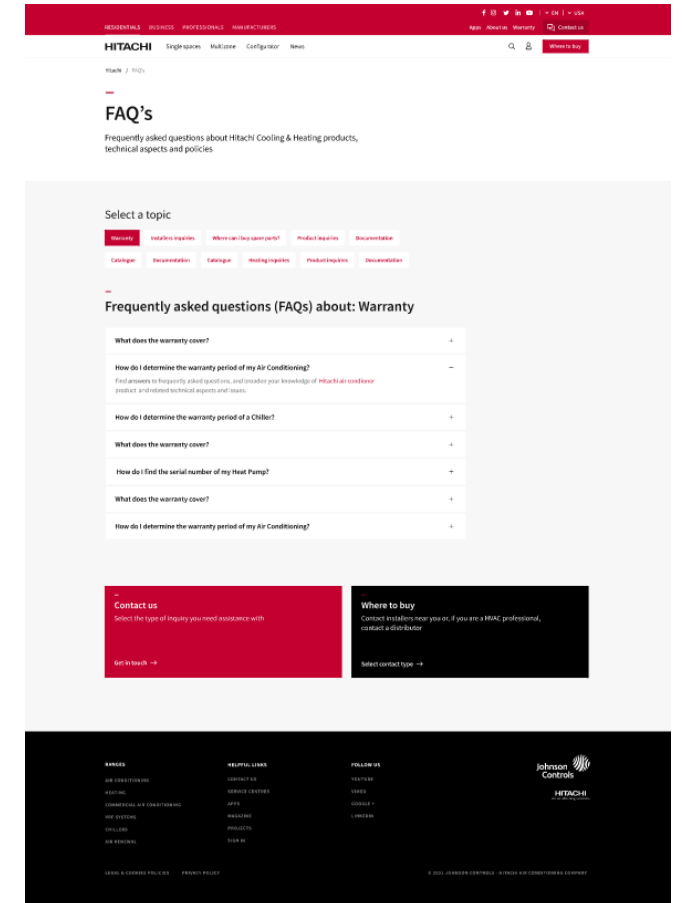 EN USA
RESIDENTIALS BUSINESS PROFESSIONALS MANUFACTURERS Apps About us Warranty Contact us
HITACHI Single spaces Multizone Configurator News Where to buy
Hitachi / FAQ's
FAQ's
Frequently asked questions about Hitachi Cooling & Heating products,
technical aspects and policies
Select a topic
Warranty Installers inquiries Where can i buy spare parts? Product inquiries Documentation
Catalogue Documentation Catalogue Heating inquiries Product inquires Documentation
Frequently asked questions (FAQs) about: Warranty
What does the warranty cover?
How do I determine the warranty period of my Air Conditioning?
Find answers to frequently asked questions, and broaden your knowledge of Hitachi air condionor
product and related technical aspects and issues.
How do I determine the warranty period of a Chiller?
What does the warranty cover?
How do I find the serial number of my Heat Pump?
What does the warranty cover?
How do I determine the warranty period of my Air Conditioning?
Contact us
Select the type of inquiry you need assistance with
Get in touch →
Where to buy
Contact installers near you or, if you are a HVAC professional,
contact a distributor
Select contact type →
RANGES
AIR CONDITIONING
HEATING
COMMERCIAL AIR CONDITIONING
VRF SYSTEMS
CHILLERS
AIR RENEWAL
HELPFUL LINKS
CONTACT US
SERVICE CENTRES
APPS
MAGAZINE
PROJECTS
SIGN IN
FOLLOW US
YOUTUBE
VIMEO
GOOGLE +
LINKEDIN
Johnson
Controls
HITACHI
LEGAL & COOKIES POLICIES PRIVACY POLICY
© 2021 JOHNSON CONTROLS - HITACHI AIR CONDITIONING COMPANY